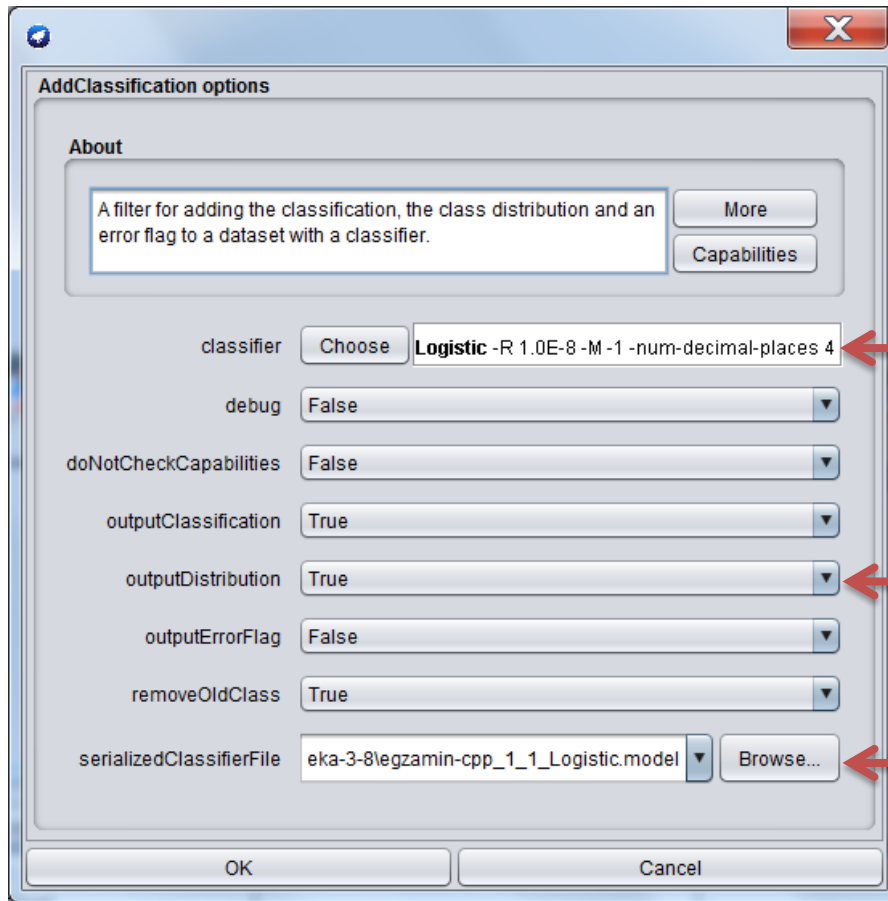 AddClassification options
About
A filter for adding the classification, the class distribution and an
error flag to a dataset with a classifier.
More
Capabilities
classifier Choose Logistic -R 1.0E-8 -M -1 -num-decimal-places 4
debug False
doNotCheckCapabilities False
outputClassification True
outputDistribution True
outputErrorFlag False
removeOldClass True
serializedClassifierFile eka-3-8\egzamin-cpp_1_1_Logistic.model Browse...
OK Cancel